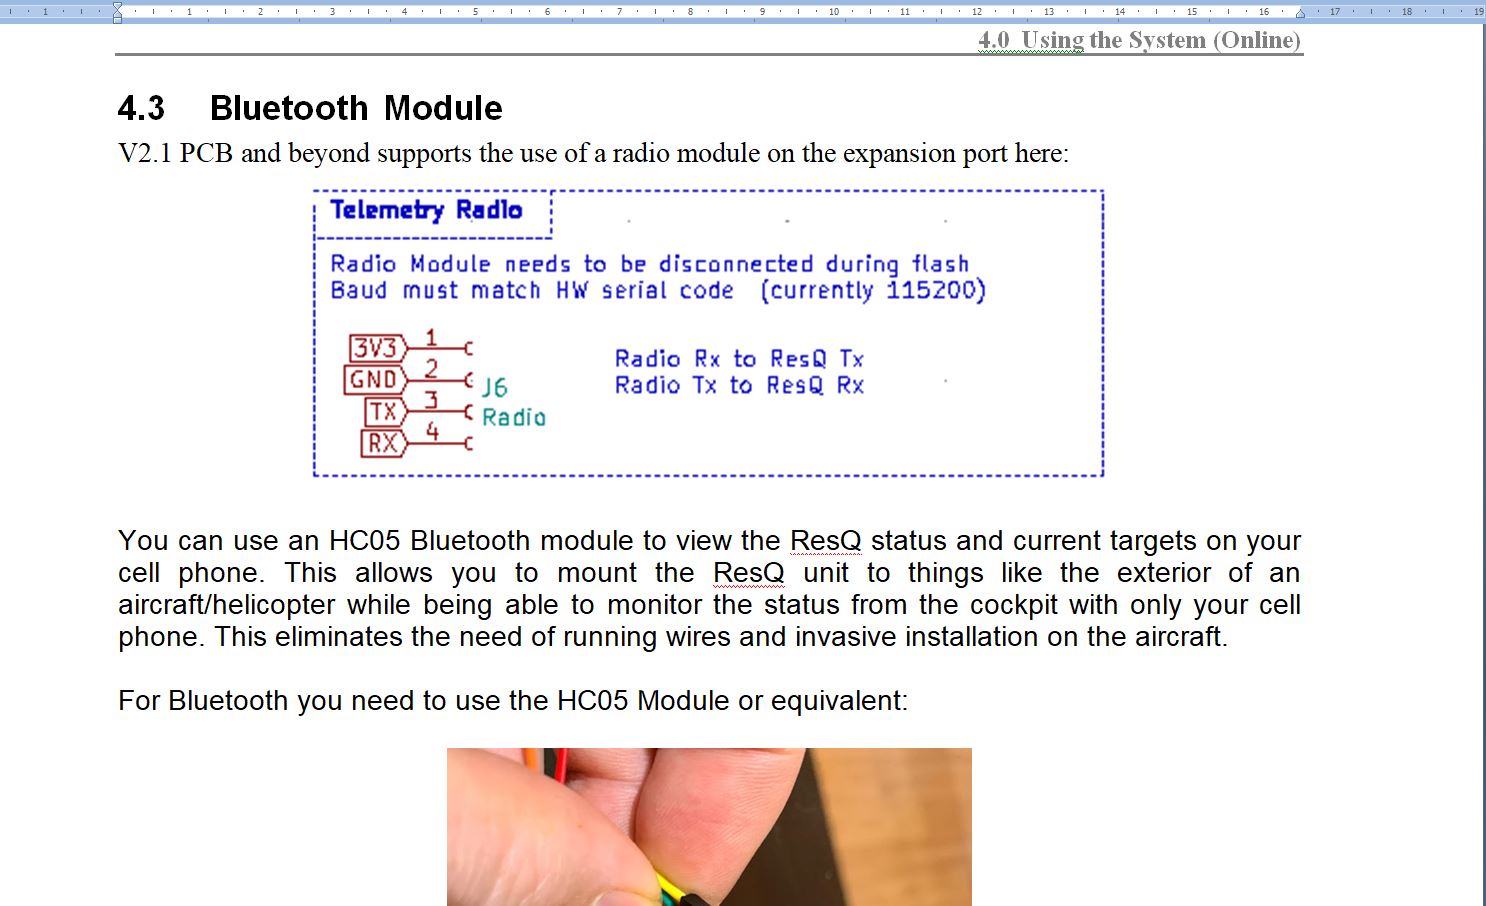 1 1 2 3 4 5 6 7 8 9 10 11 12 13 14 15 16 17 18 19
4.0 Using the System (Online)
4.3 Bluetooth Module
V2.1 PCB and beyond supports the use of a radio module on the expansion port here:
Telemetry Radio
Radio Module needs to be disconnected during flash
Baud must match HW serial code (currently 115200)
3V3 1
GND 2
TX 3
RX 4
J6
Radio
Radio Rx to ResQ Tx
Radio Tx to ResQ Rx
You can use an HC05 Bluetooth module to view the ResQ status and current targets on your
cell phone. This allows you to mount the ResQ unit to things like the exterior of an
aircraft/helicopter while being able to monitor the status from the cockpit with only your cell
phone. This eliminates the need of running wires and invasive installation on the aircraft.
For Bluetooth you need to use the HC05 Module or equivalent: